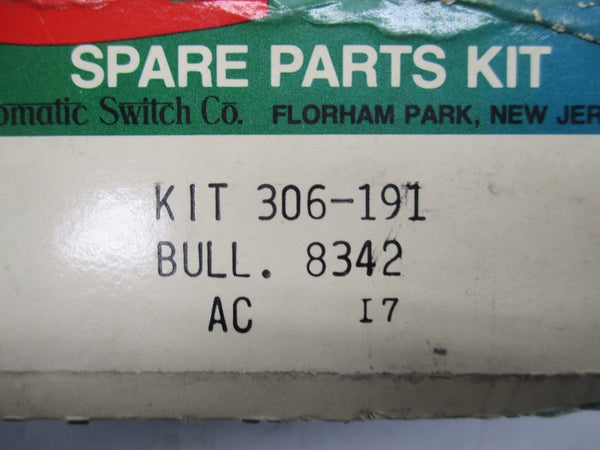 SPARE PARTS KIT
omatic Switch Co. FLORHAM PARK, NEW JER
KIT 306-191
BULL. 8342
AC I7